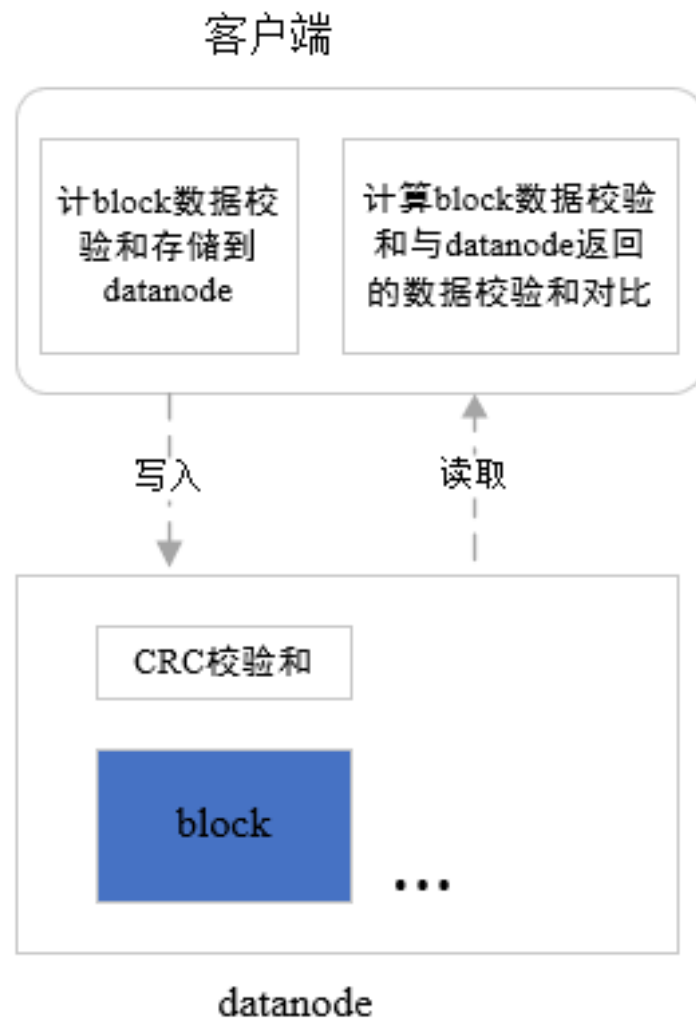 客户端
计block数据校
验和存储到
datanode
计算block数据校验
和与datanode返回
的数据校验和对比
写入
读取
CRC校验和
block
...
datanode